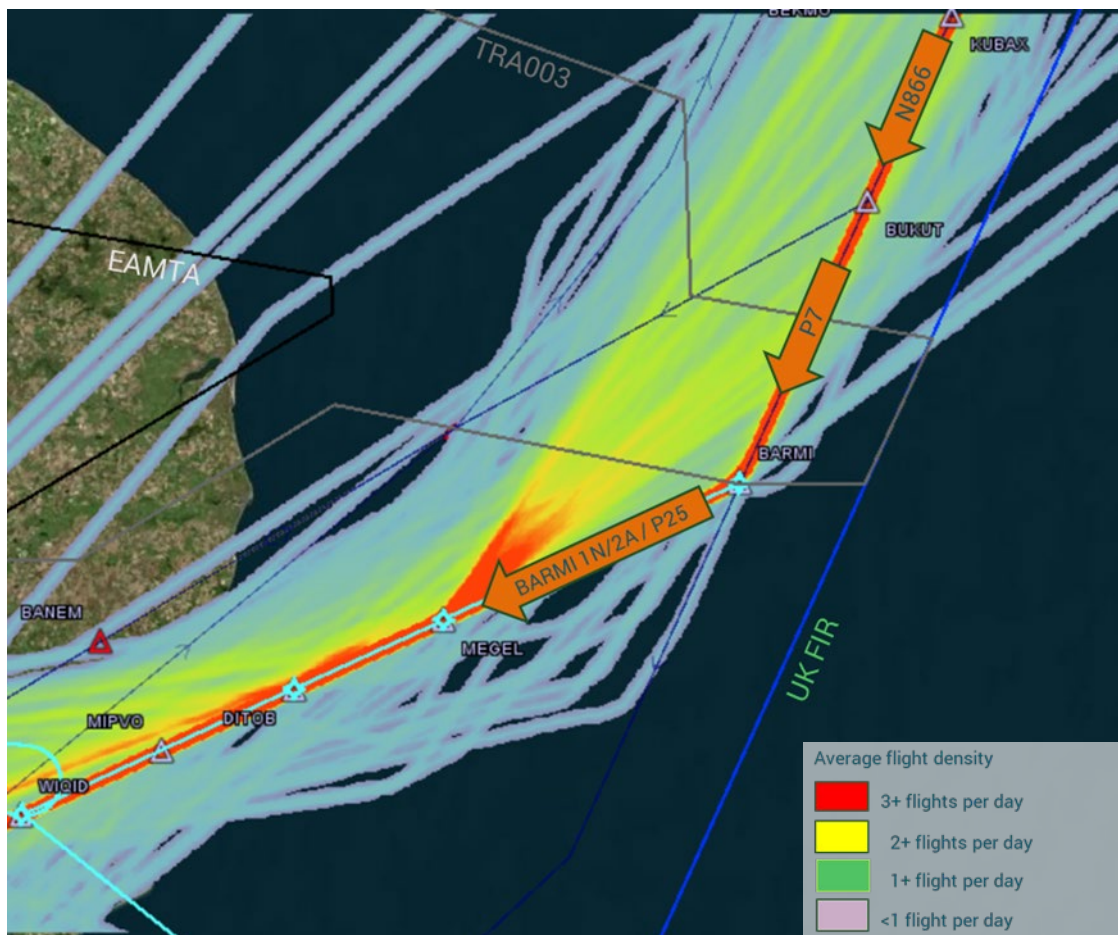 BEKMO
KUBAX
TRA003
N866
BUKUT
EAMTA
P7
BARMI
BARMI 1N/2A / P25
BANEM
MEGEL
UK FIR
MIPVO
DITOB
WIQID
Average flight density
3+ flights per day
2+ flights per day
1+ flight per day
<1 flight per day